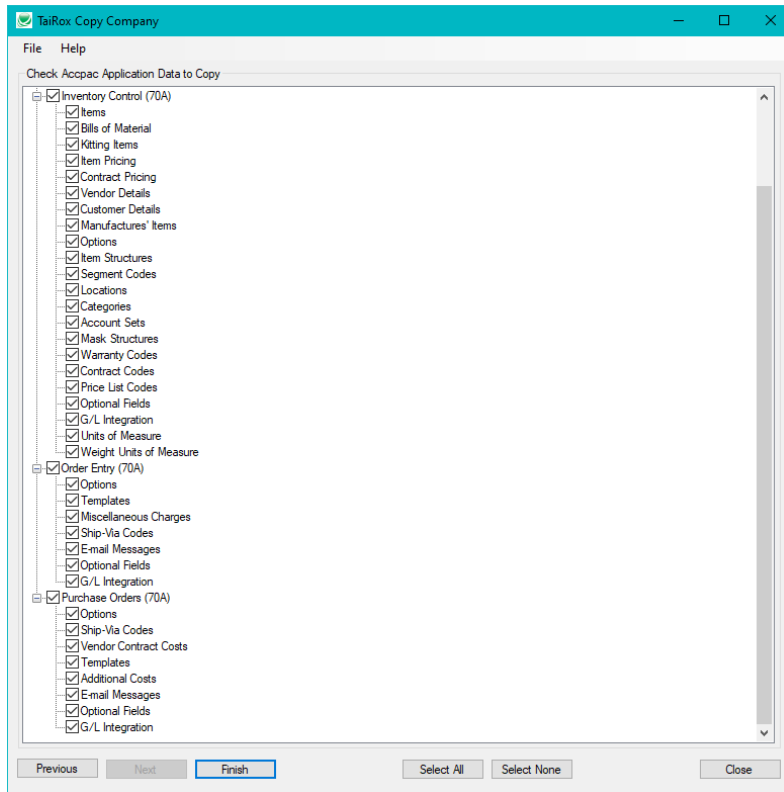 TaiRox Copy Company
File Help
Check Accpac Application Data to Copy
Inventory Control (70A)
Items
Bills of Material
Kitting Items
Item Pricing
Contract Pricing
Vendor Details
Customer Details
Manufactures' Items
Options
Item Structures
Segment Codes
Locations
Categories
Account Sets
Mask Structures
Warranty Codes
Contract Codes
Price List Codes
Optional Fields
G/L Integration
Units of Measure
Weight Units of Measure
Order Entry (70A)
Options
Templates
Miscellaneous Charges
Ship-Via Codes
E-mail Messages
Optional Fields
G/L Integration
Purchase Orders (70A)
Options
Ship-Via Codes
Vendor Contract Costs
Templates
Additional Costs
E-mail Messages
Optional Fields
G/L Integration
Previous Next Finish Select All Select None Close